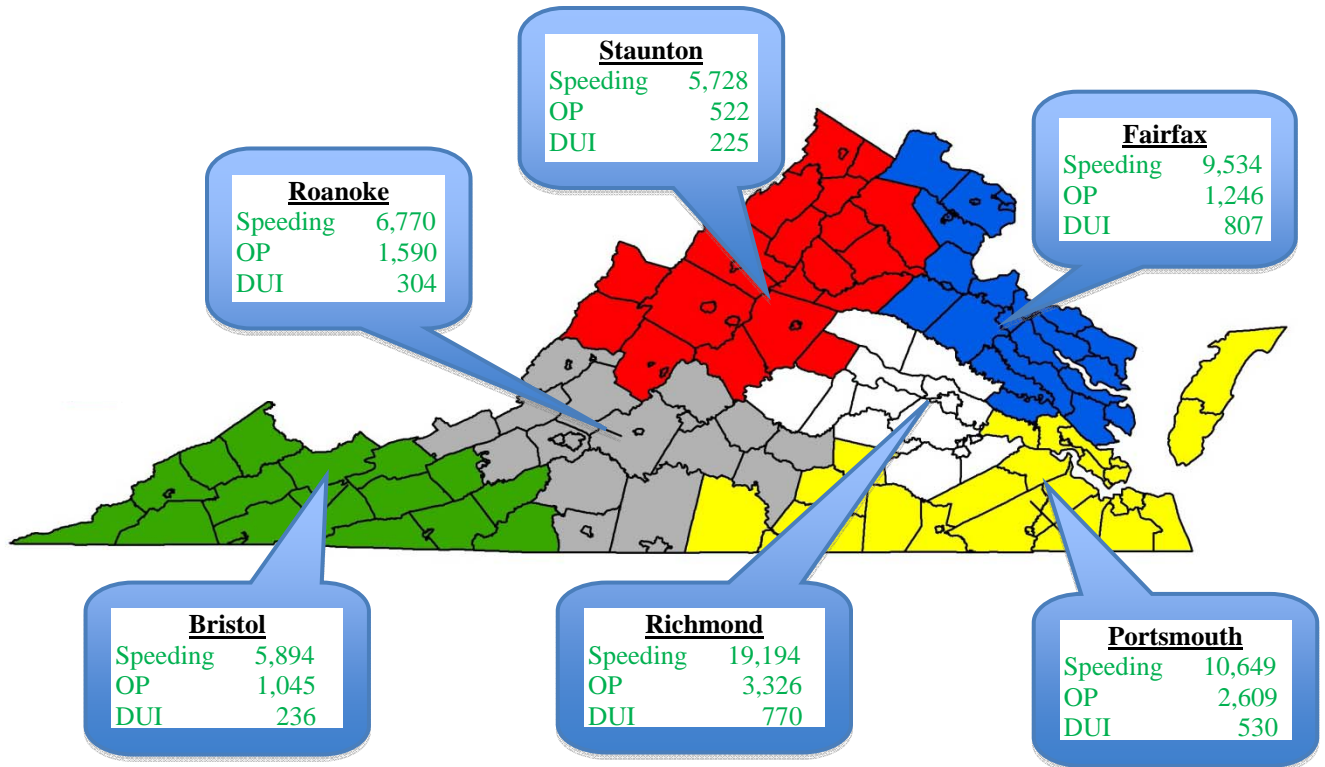 Staunton
Speeding 5,728
OP 522
DUI 225
Fairfax
Speeding 9,534
OP 1,246
DUI 807
Roanoke
Speeding 6,770
OP 1,590
DUI 304
Bristol
Speeding 5,894
OP 1,045
DUI 236
Richmond
Speeding 19,194
OP 3,326
DUI 770
Portsmouth
Speeding 10,649
OP 2,609
DUI 530